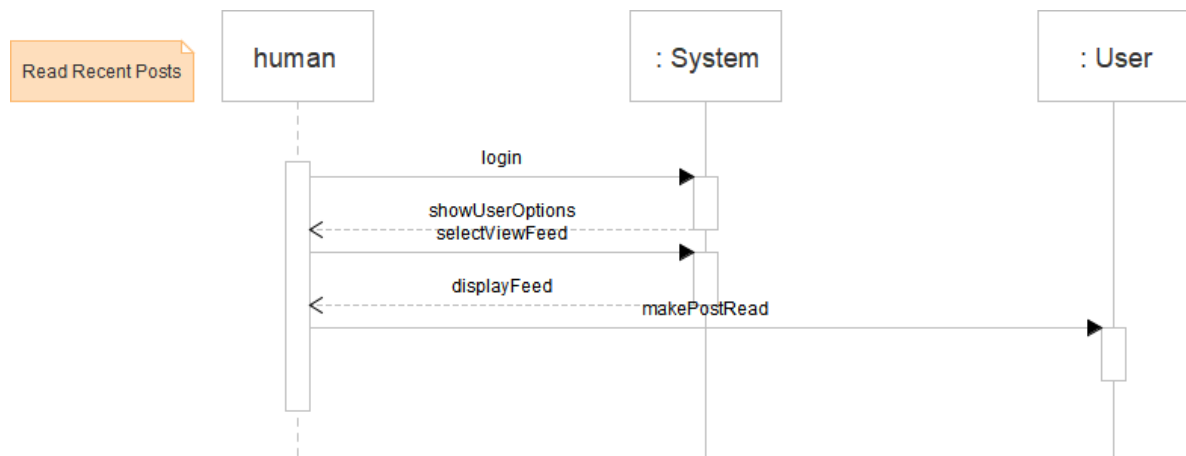 Read Recent Posts
human
: System
: User
login
showUserOptions
selectViewFeed
displayFeed
makePostRead